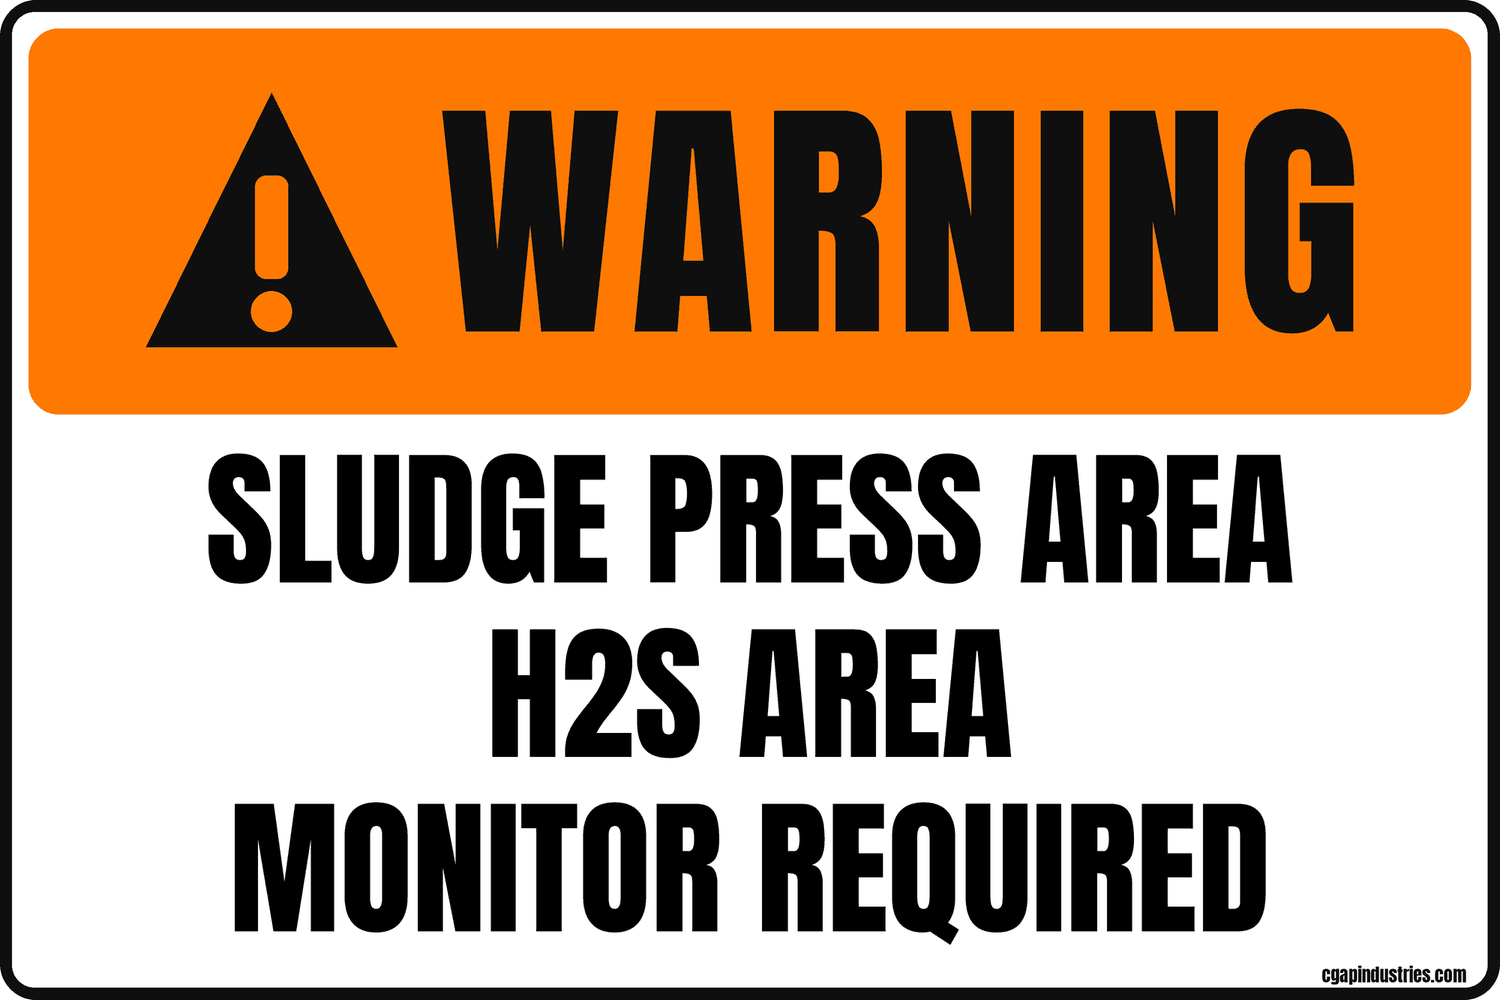 WARNING
SLUDGE PRESS AREA
H2S AREA
MONITOR REQUIRED
cgapindustries.com